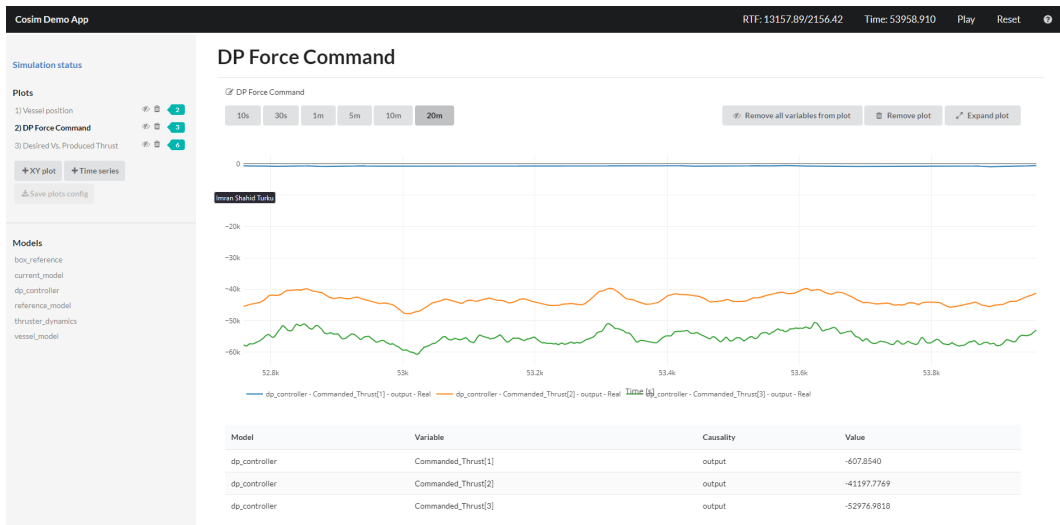 Cosim Demo App RTF: 13157.89/2156.42 Time: 53958.910 Play Reset ?
Simulation status
Plots
1) Vessel position 2
2) DP Force Command 3
3) Desired Vs. Produced Thrust 6
+XY plot +Time series
Save plots config
Models
box_reference
current_model
dp_controller
reference_model
thruster_dynamics
vessel_model
DP Force Command
DP Force Command
10s 30s 1m 5m 10m 20m Remove all variables from plot Remove plot Expand plot
0
Imran Shahid Turku
−20k
−30k
−40k
−50k
−60k
52.8k 53k 53.2k 53.4k 53.6k 53.8k
Time [s]
dp_controller - Commanded_Thrust[1] - output - Real dp_controller - Commanded_Thrust[2] - output - Real dp_controller - Commanded_Thrust[3] - output - Real
Model Variable Causality Value
dp_controller Commanded_Thrust[1] output -607.8540
dp_controller Commanded_Thrust[2] output -41197.7769
dp_controller Commanded_Thrust[3] output -52976.9818